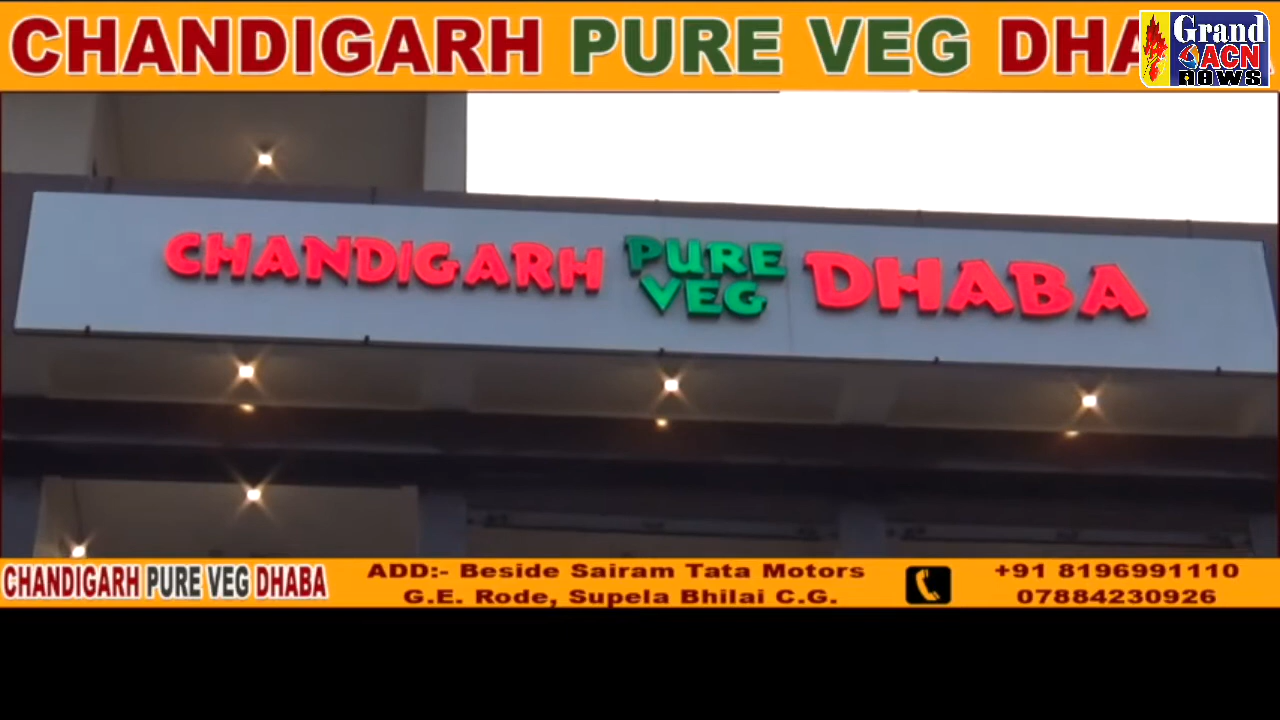 CHANDIGARH PURE VEG DHA
Grand
ACN
NEWS
CHANDIGARH PURE VEG DHABA
CHANDIGARH PURE VEG DHABA
ADD:- Beside Sairam Tata Motors
G.E. Rode, Supela Bhilai C.G.
+91 8196991110
07884230926